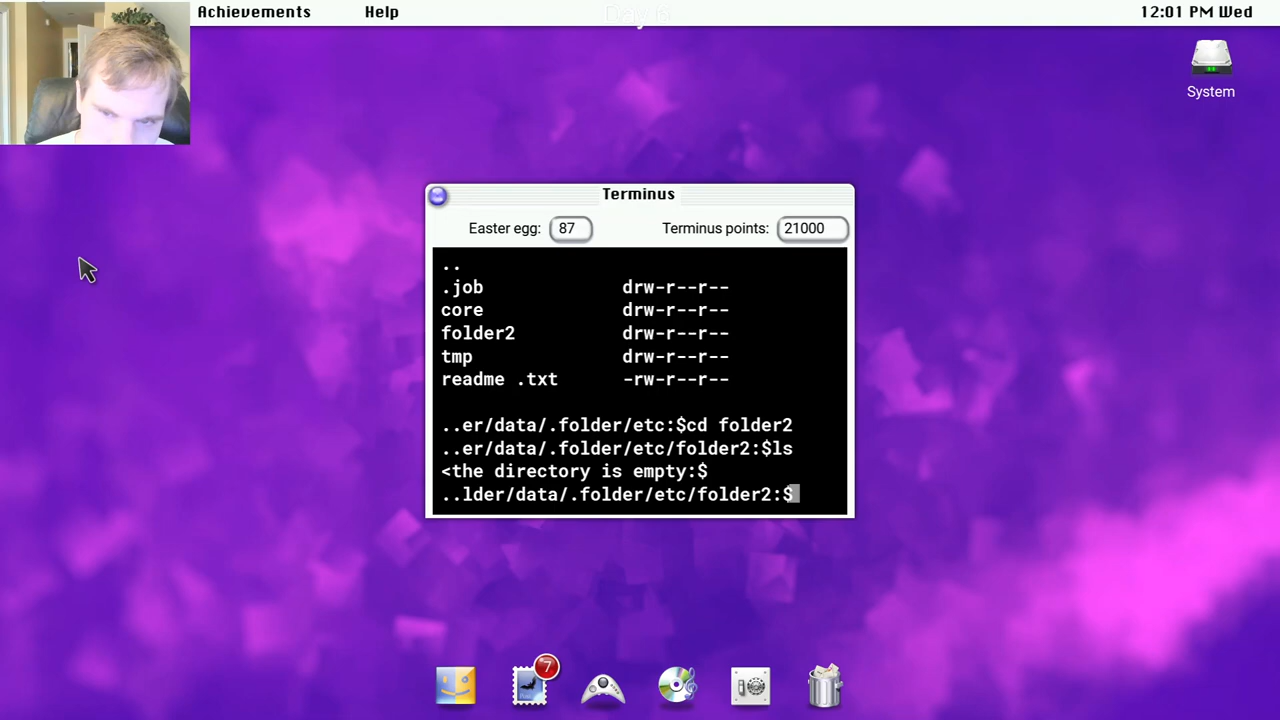 Achievements Help 12:01 PM Wed
System
Terminus
Easter egg: 87 Terminus points: 21000
..
.job drw-r--r--
core drw-r--r--
folder2 drw-r--r--
tmp drw-r--r--
readme .txt -rw-r--r--
..er/data/.folder/etc:$cd folder2
..er/data/.folder/etc/folder2:$ls
<the directory is empty:$
..lder/data/.folder/etc/folder2:$
7